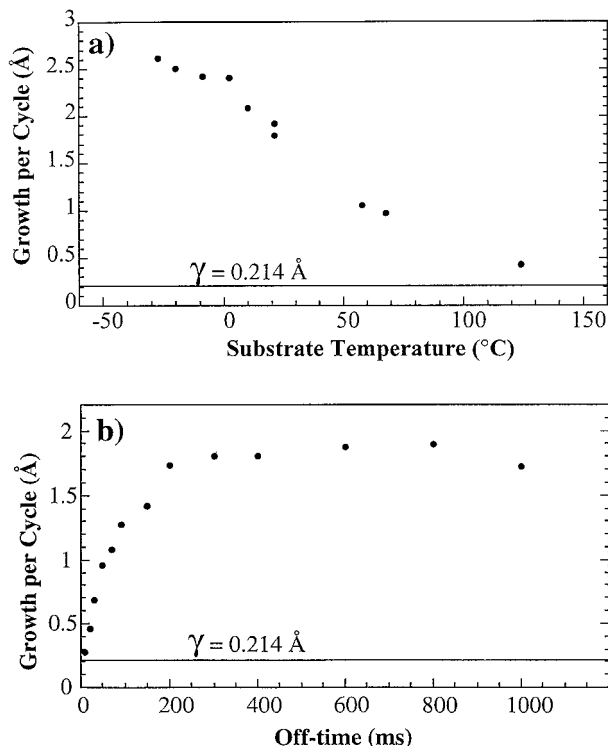 3
a)
2.5
2
1.5
1
0.5
0
γ = 0.214 Å
Growth per Cycle (Å)
-50 0 50 100 150
Substrate Temperature (°C)
b)
2
1.5
1
0.5
0
γ = 0.214 Å
Growth per Cycle (Å)
0 200 400 600 800 1000
Off-time (ms)